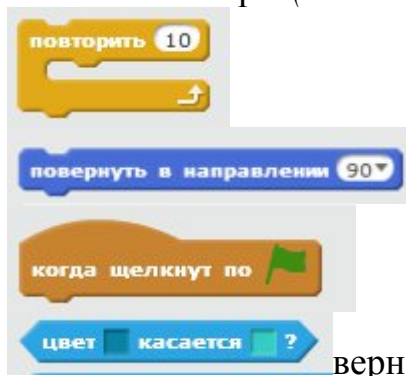 повторить 10
повернуть в направлении 90
когда щелкнут по
цвет касается ?
верн